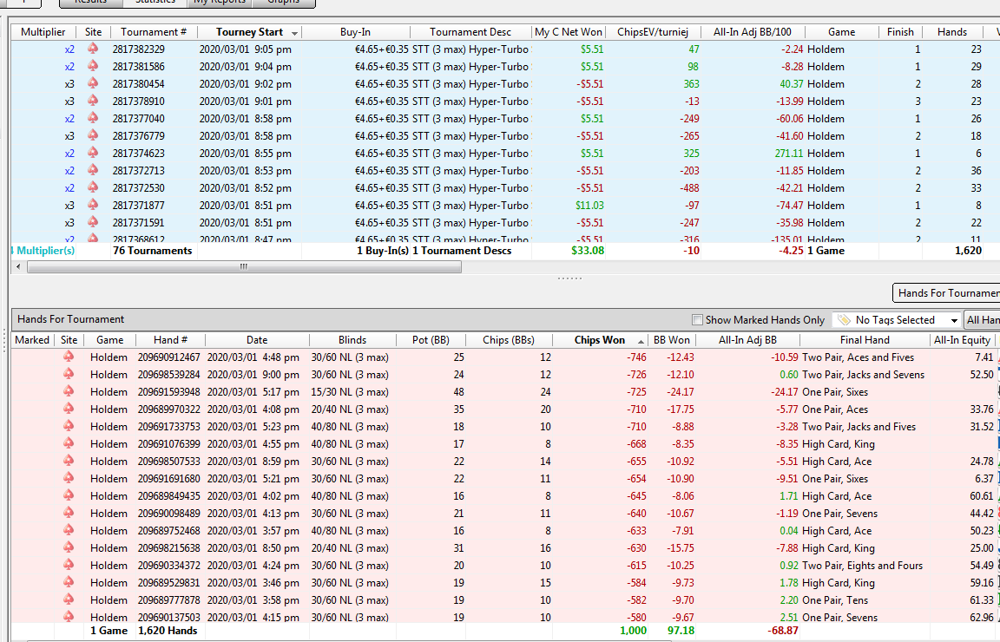 Results Statistics My Reports Graphs
Multiplier Site Tournament # Tourney Start Buy-In Tournament Desc My C Net Won ChipsEV/turniej All-In Adj BB/100 Game Finish Hands
x2 2817382329 2020/03/01 9:05 pm €4.65+€0.35 STT (3 max) Hyper-Turbo $5.51 47 -2.24 Holdem 1 23
x2 2817381586 2020/03/01 9:04 pm €4.65+€0.35 STT (3 max) Hyper-Turbo $5.51 98 -8.28 Holdem 1 29
x3 2817380454 2020/03/01 9:02 pm €4.65+€0.35 STT (3 max) Hyper-Turbo -$5.51 363 40.37 Holdem 2 28
x3 2817378910 2020/03/01 9:01 pm €4.65+€0.35 STT (3 max) Hyper-Turbo -$5.51 -13 -13.99 Holdem 3 23
x2 2817377040 2020/03/01 8:58 pm €4.65+€0.35 STT (3 max) Hyper-Turbo $5.51 -249 -60.06 Holdem 1 26
x3 2817376779 2020/03/01 8:58 pm €4.65+€0.35 STT (3 max) Hyper-Turbo -$5.51 -265 -41.60 Holdem 2 18
x2 2817374623 2020/03/01 8:55 pm €4.65+€0.35 STT (3 max) Hyper-Turbo $5.51 325 271.11 Holdem 1 6
x2 2817372713 2020/03/01 8:53 pm €4.65+€0.35 STT (3 max) Hyper-Turbo -$5.51 -203 -11.85 Holdem 2 36
x2 2817372530 2020/03/01 8:52 pm €4.65+€0.35 STT (3 max) Hyper-Turbo -$5.51 -488 -42.21 Holdem 2 33
x3 2817371877 2020/03/01 8:51 pm €4.65+€0.35 STT (3 max) Hyper-Turbo $11.03 -97 -74.47 Holdem 1 8
x3 2817371591 2020/03/01 8:51 pm €4.65+€0.35 STT (3 max) Hyper-Turbo -$5.51 -247 -35.98 Holdem 2 22
x2 2817368612 2020/03/01 8:47 pm €4.65+€0.35 STT (3 max) Hyper-Turbo -$5.51 -316 -135.01 Holdem 2 11
Multiplier(s) 76 Tournaments 1 Buy-In(s) 1 Tournament Descs $33.08 -10 -4.25 1 Game 1,620
Hands For Tournamen
Hands For Tournament Show Marked Hands Only No Tags Selected All Han
Marked Site Game Hand # Date Blinds Pot (BB) Chips (BBs) Chips Won BB Won All-In Adj BB Final Hand All-In Equity
Holdem 209690912467 2020/03/01 4:48 pm 30/60 NL (3 max) 25 12 -746 -12.43 -10.59 Two Pair, Aces and Fives 7.41
Holdem 209698539284 2020/03/01 9:00 pm 30/60 NL (3 max) 24 12 -726 -12.10 0.60 Two Pair, Jacks and Sevens 52.50
Holdem 209691593948 2020/03/01 5:17 pm 15/30 NL (3 max) 48 24 -725 -24.17 -24.17 One Pair, Sixes
Holdem 209689970322 2020/03/01 4:08 pm 20/40 NL (3 max) 35 20 -710 -17.75 -5.77 One Pair, Aces 33.76
Holdem 209691733753 2020/03/01 5:23 pm 40/80 NL (3 max) 18 10 -710 -8.88 -3.28 Two Pair, Jacks and Fives 31.52
Holdem 209691076399 2020/03/01 4:55 pm 40/80 NL (3 max) 17 8 -668 -8.35 -8.35 High Card, King
Holdem 209698507533 2020/03/01 8:59 pm 30/60 NL (3 max) 22 14 -655 -10.92 -5.51 High Card, Ace 24.78
Holdem 209691691680 2020/03/01 5:21 pm 30/60 NL (3 max) 22 11 -654 -10.90 -9.51 One Pair, Sixes 6.37
Holdem 209689849435 2020/03/01 4:02 pm 40/80 NL (3 max) 16 8 -645 -8.06 1.71 High Card, Ace 60.61
Holdem 209690098489 2020/03/01 4:13 pm 30/60 NL (3 max) 21 11 -640 -10.67 -1.19 One Pair, Sevens 44.42
Holdem 209689752468 2020/03/01 3:57 pm 40/80 NL (3 max) 16 8 -633 -7.91 0.04 High Card, Ace 50.23
Holdem 209698215638 2020/03/01 8:50 pm 20/40 NL (3 max) 31 16 -630 -15.75 -7.88 High Card, King 25.00
Holdem 209690334372 2020/03/01 4:24 pm 30/60 NL (3 max) 20 10 -615 -10.25 0.92 Two Pair, Eights and Fours 54.49
Holdem 209689529831 2020/03/01 3:46 pm 30/60 NL (3 max) 19 10 -584 -9.73 1.78 High Card, King 59.16
Holdem 209689777878 2020/03/01 3:58 pm 30/60 NL (3 max) 19 10 -582 -9.70 2.20 One Pair, Tens 61.33
Holdem 209690137503 2020/03/01 4:15 pm 30/60 NL (3 max) 19 10 -580 -9.67 2.51 One Pair, Sevens 62.96
1 Game 1,620 Hands 1,000 97.18 -68.87